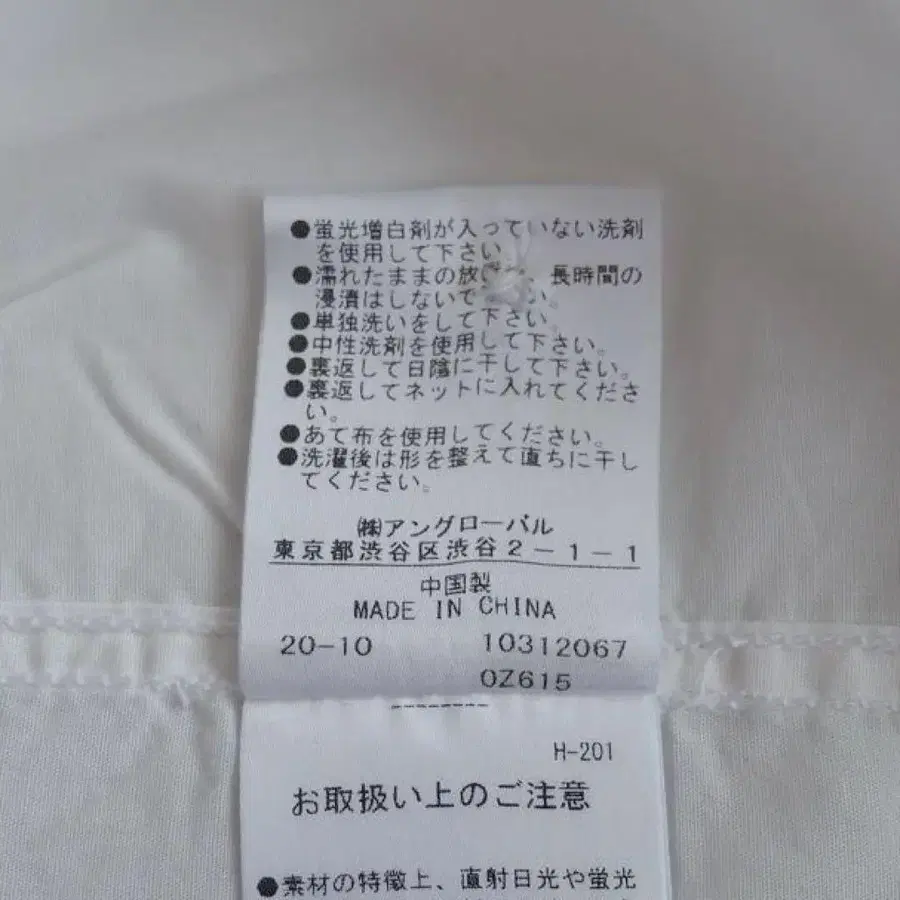 ●蛍光増白剤が入っていない洗剤
を使用して下さい
●濡れたままの放 、長時間の
浸漬はしないで い。
●単独洗いをして下さい。
●中性洗剤を使用して下さい。
●裏返して日陰に干して下さい。
●裏返してネットに入れてくださ
い。
●あて布を使用してください。
●洗濯後は形を整えて直ちに干し
てください。
㈱アングローバル
東京都渋谷区渋谷2-1-1
中国製
MADE IN CHINA
20-10 10312067
0Z615
H-201
お取扱い上のご注意
●素材の特徴上、直射日光や蛍光